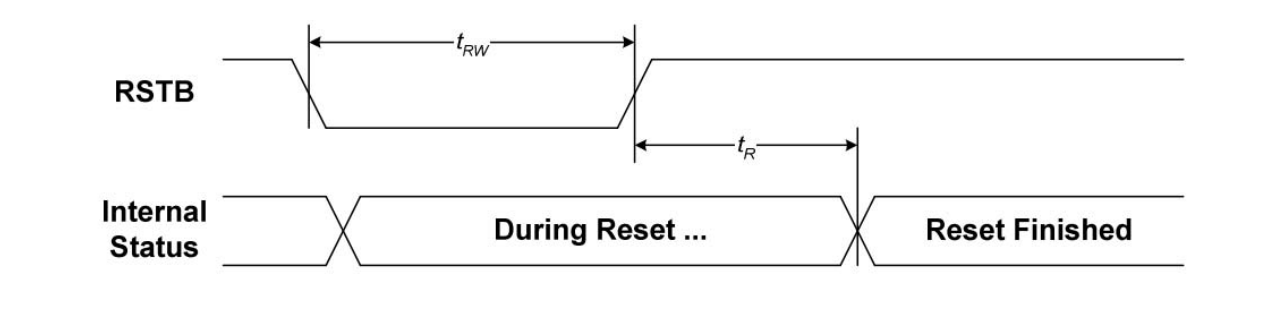 tRW
RSTB
tR
Internal
Status
During Reset ...
Reset Finished